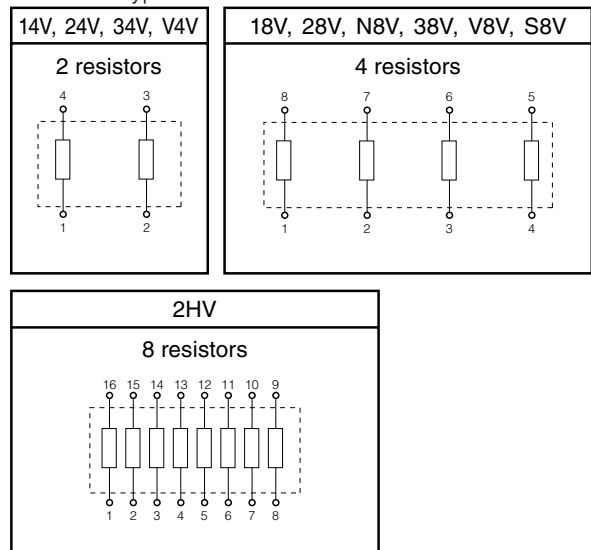 14V, 24V, 34V, V4V
2 resistors
4 3
1 2
18V, 28V, N8V, 38V, V8V, S8V
4 resistors
8 7 6 5
1 2 3 4
2HV
8 resistors
16 15 14 13 12 11 10 9
1 2 3 4 5 6 7 8